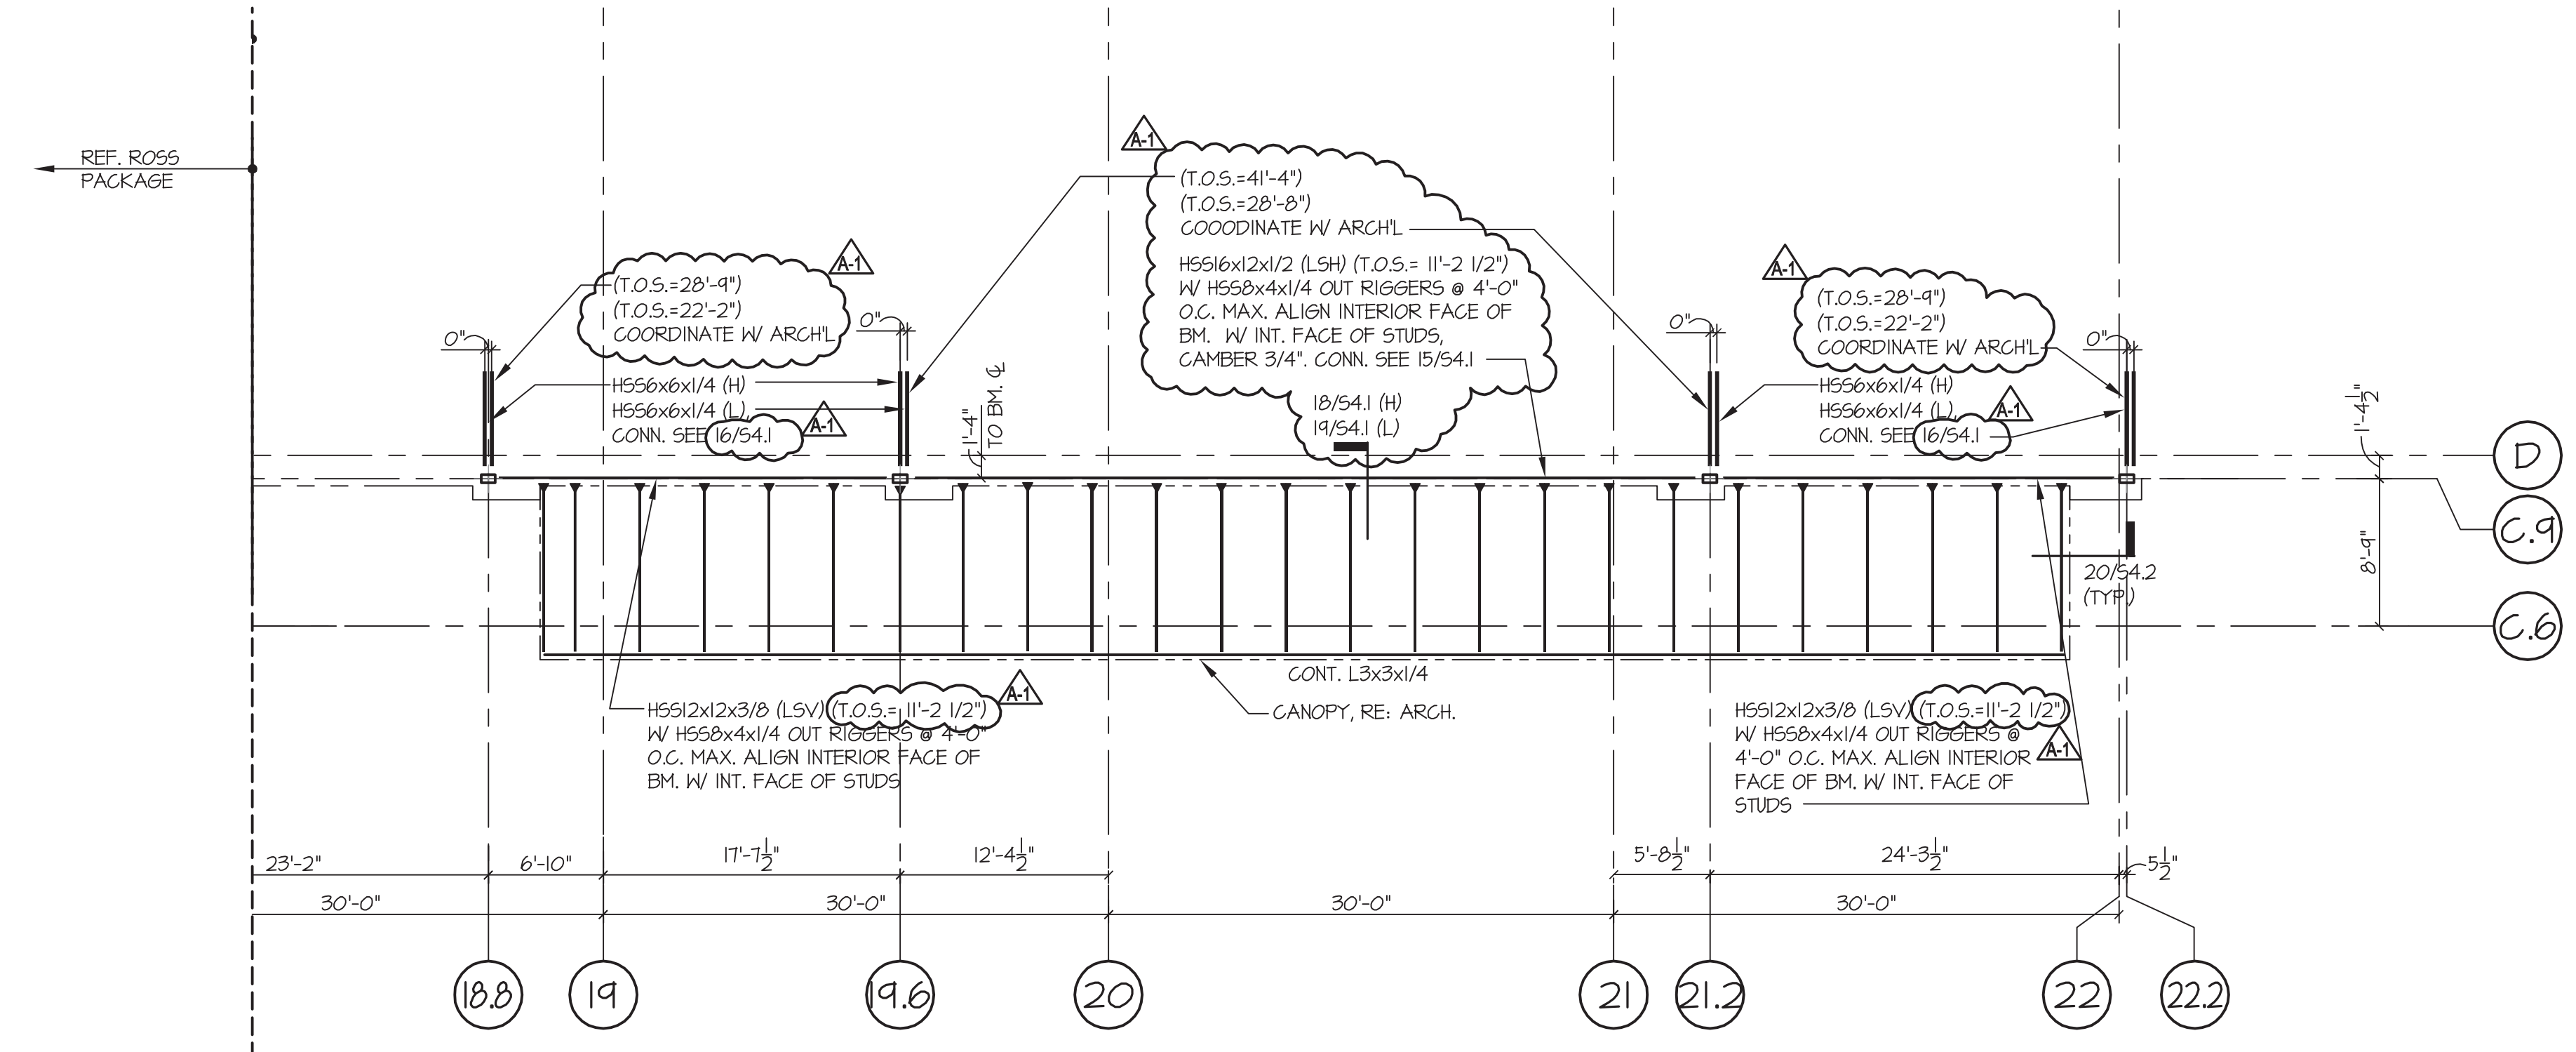 REF. ROSS
PACKAGE
A-1
(T.O.S.=41'-4")
(T.O.S.=28'-8")
COOODINATE W/ ARCH'L
HSS16x12x1/2 (LSH) (T.O.S.= 11'-2 1/2")
W/ HSS8x4x1/4 OUT RIGGERS @ 4'-0"
O.C. MAX. ALIGN INTERIOR FACE OF
BM. W/ INT. FACE OF STUDS,
CAMBER 3/4". CONN. SEE 15/S4.1
18/S4.1 (H)
19/S4.1 (L)
A-1
(T.O.S.=28'-9")
(T.O.S.=22'-2")
COORDINATE W/ ARCH'L
0"
0"
HSS6x6x1/4 (H)
HSS6x6x1/4 (L),
CONN. SEE 16/S4.1
A-1
1'-4"
TO BM. ℄
A-1
(T.O.S.=28'-9")
(T.O.S.=22'-2")
COORDINATE W/ ARCH'L
0"
0"
HSS6x6x1/4 (H)
HSS6x6x1/4 (L),
CONN. SEE 16/S4.1
A-1
1'-4 1/2"
8'-9"
D
C.9
C.6
20/S4.2
(TYP.)
CONT. L3x3x1/4
CANOPY, RE: ARCH.
HSS12x12x3/8 (LSV) (T.O.S.= 11'-2 1/2")
W/ HSS8x4x1/4 OUT RIGGERS @ 4'-0"
O.C. MAX. ALIGN INTERIOR FACE OF
BM. W/ INT. FACE OF STUDS
A-1
HSS12x12x3/8 (LSV) (T.O.S.=11'-2 1/2")
W/ HSS8x4x1/4 OUT RIGGERS @
4'-0" O.C. MAX. ALIGN INTERIOR
FACE OF BM. W/ INT. FACE OF
STUDS
A-1
23'-2" 6'-10" 17'-7 1/2" 12'-4 1/2" 5'-8 1/2" 24'-3 1/2" 5 1/2"
30'-0" 30'-0" 30'-0" 30'-0"
18.8 19 19.6 20 21 21.2 22 22.2